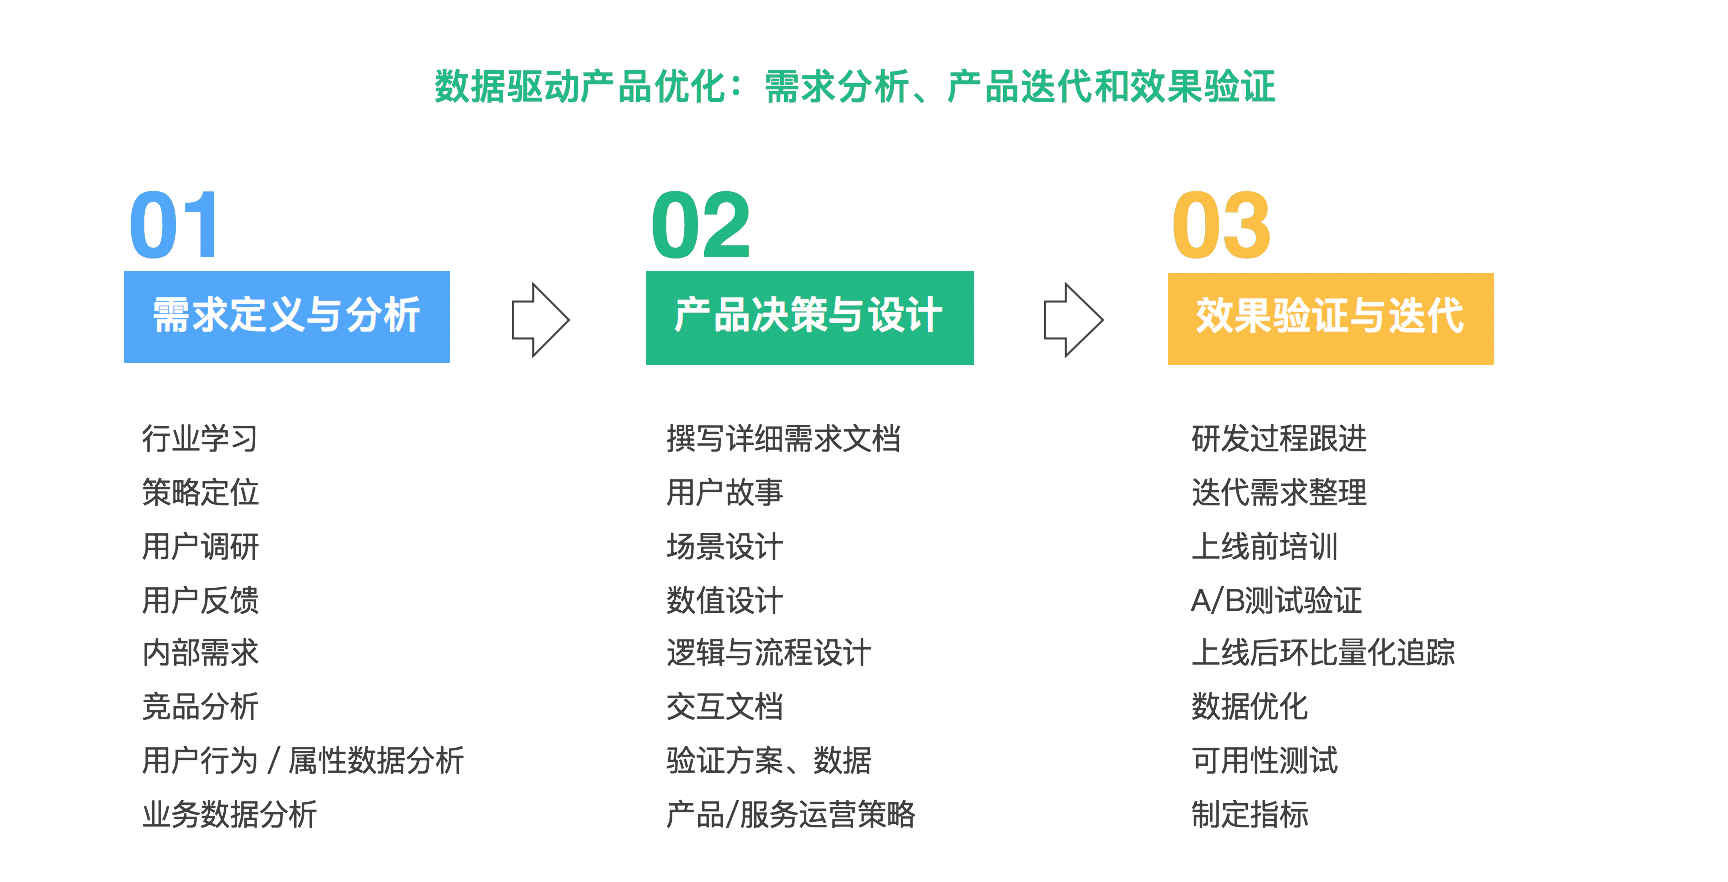 数据驱动产品优化：需求分析、产品迭代和效果验证
01
需求定义与分析
行业学习
策略定位
用户调研
用户反馈
内部需求
竞品分析
用户行为 / 属性数据分析
业务数据分析
02
产品决策与设计
撰写详细需求文档
用户故事
场景设计
数值设计
逻辑与流程设计
交互文档
验证方案、数据
产品/服务运营策略
03
效果验证与迭代
研发过程跟进
迭代需求整理
上线前培训
A/B测试验证
上线后环比量化追踪
数据优化
可用性测试
制定指标